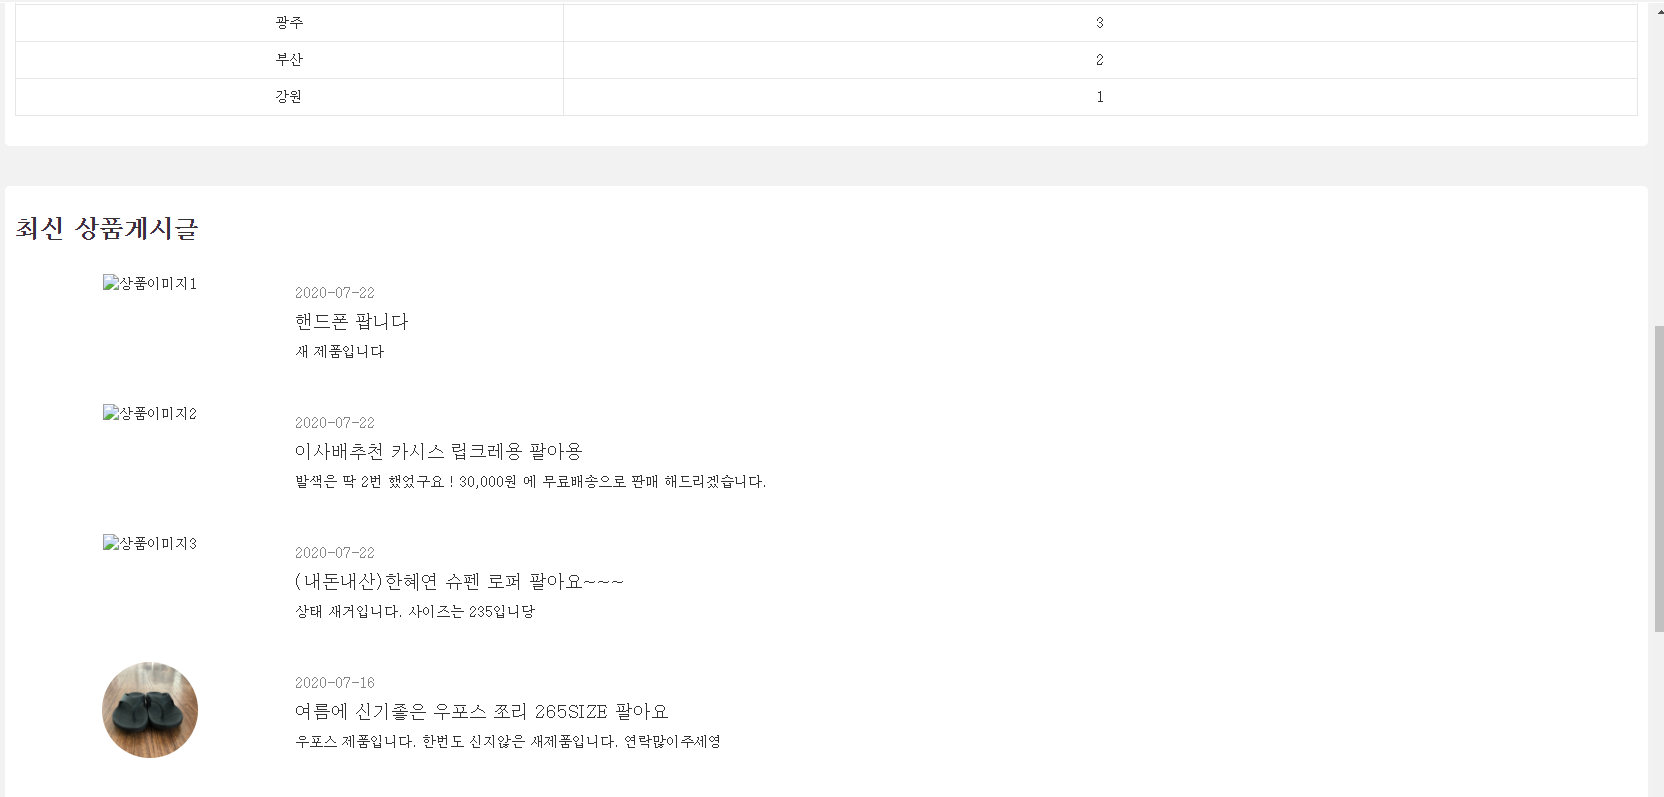 광주 3
부산 2
강원 1
최신 상품게시글
상품이미지1
2020-07-22
핸드폰 팝니다
새 제품입니다
상품이미지2
2020-07-22
이사배추천 카시스 립크레용 팔아용
발색은 딱 2번 했었구요 ! 30,000원 에 무료배송으로 판매 해드리겠습니다.
상품이미지3
2020-07-22
(내돈내산)한혜연 슈펜 로퍼 팔아요~~~
상태 새거입니다. 사이즈는 235입니당
2020-07-16
여름에 신기좋은 우포스 쪼리 265SIZE 팔아요
우포스 제품입니다. 한번도 신지않은 새제품입니다. 연락많이주세영